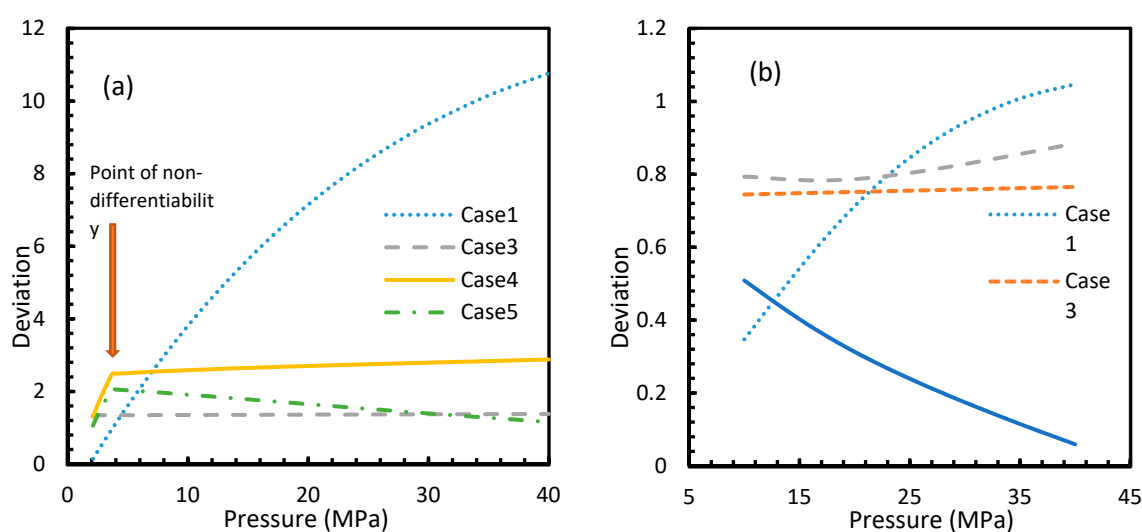 12
10
8
6
4
2
0
Deviation
(a)
Point of non-
differentiabilit
y
Case1
Case3
Case4
Case5
0
10
20
30
40
Pressure (MPa)
1.2
1
0.8
0.6
0.4
0.2
0
Deviation
(b)
Case
1
Case
3
5
15
25
35
45
Pressure (MPa)